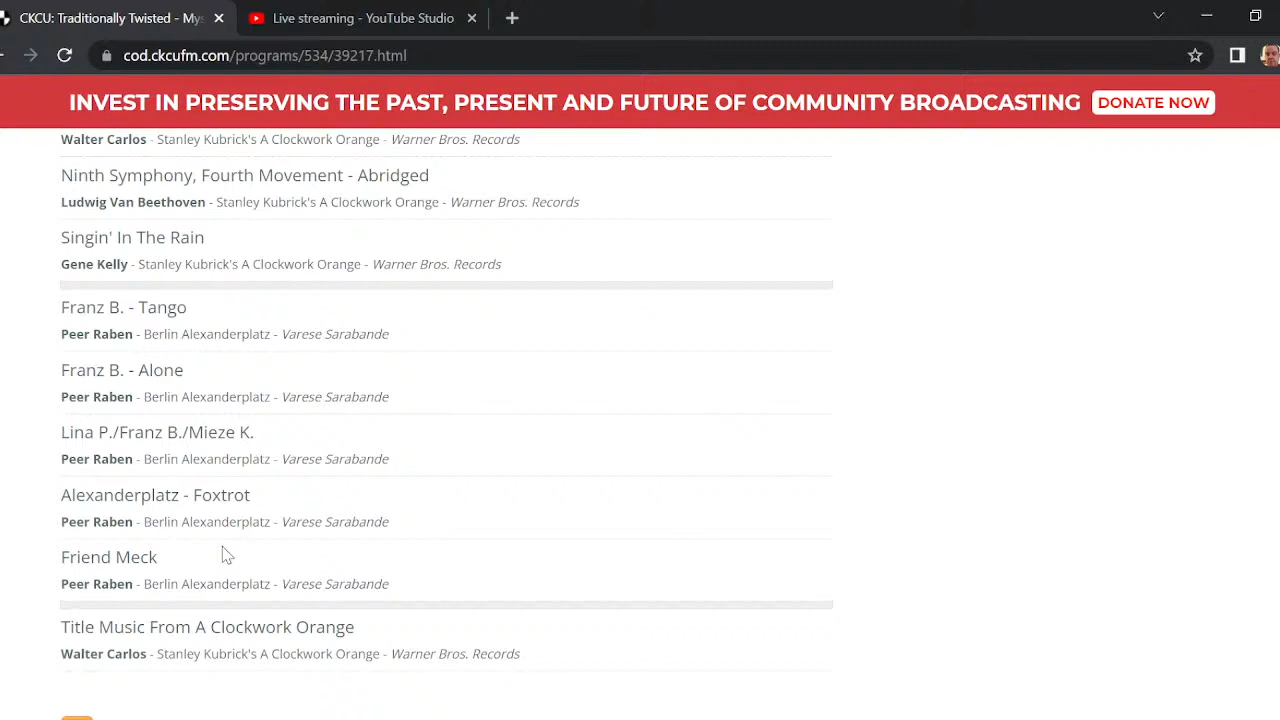 CKCU: Traditionally Twisted - Mys
Live streaming - YouTube Studio
cod.ckcufm.com/programs/534/39217.html
INVEST IN PRESERVING THE PAST, PRESENT AND FUTURE OF COMMUNITY BROADCASTING DONATE NOW
Walter Carlos - Stanley Kubrick's A Clockwork Orange - Warner Bros. Records
Ninth Symphony, Fourth Movement - Abridged
Ludwig Van Beethoven - Stanley Kubrick's A Clockwork Orange - Warner Bros. Records
Singin' In The Rain
Gene Kelly - Stanley Kubrick's A Clockwork Orange - Warner Bros. Records
Franz B. - Tango
Peer Raben - Berlin Alexanderplatz - Varese Sarabande
Franz B. - Alone
Peer Raben - Berlin Alexanderplatz - Varese Sarabande
Lina P./Franz B./Mieze K.
Peer Raben - Berlin Alexanderplatz - Varese Sarabande
Alexanderplatz - Foxtrot
Peer Raben - Berlin Alexanderplatz - Varese Sarabande
Friend Meck
Peer Raben - Berlin Alexanderplatz - Varese Sarabande
Title Music From A Clockwork Orange
Walter Carlos - Stanley Kubrick's A Clockwork Orange - Warner Bros. Records